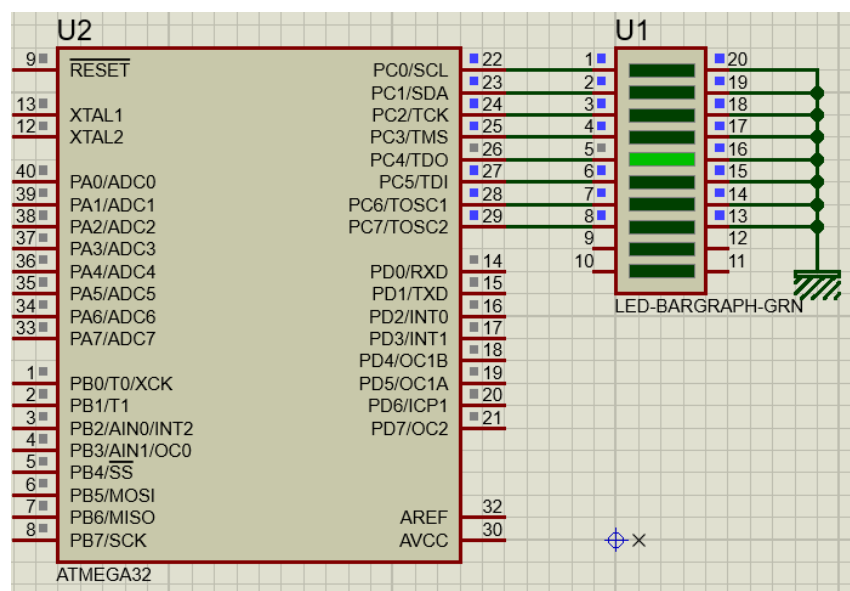 U2
U1
9 RESET PC0/SCL 22 1 20
PC1/SDA 23 2 19
13 XTAL1 PC2/TCK 24 3 18
12 XTAL2 PC3/TMS 25 4 17
PC4/TDO 26 5 16
40 PA0/ADC0 PC5/TDI 27 6 15
39 PA1/ADC1 PC6/TOSC1 28 7 14
38 PA2/ADC2 PC7/TOSC2 29 8 13
37 PA3/ADC3 9 12
36 PA4/ADC4 PD0/RXD 14 10 11
35 PA5/ADC5 PD1/TXD 15
34 PA6/ADC6 PD2/INT0 16
33 PA7/ADC7 PD3/INT1 17
PD4/OC1B 18
1 PB0/T0/XCK PD5/OC1A 19
2 PB1/T1 PD6/ICP1 20
3 PB2/AIN0/INT2 PD7/OC2 21
4 PB3/AIN1/OC0
5 PB4/SS
6 PB5/MOSI
7 PB6/MISO AREF 32
8 PB7/SCK AVCC 30
ATMEGA32
LED-BARGRAPH-GRN